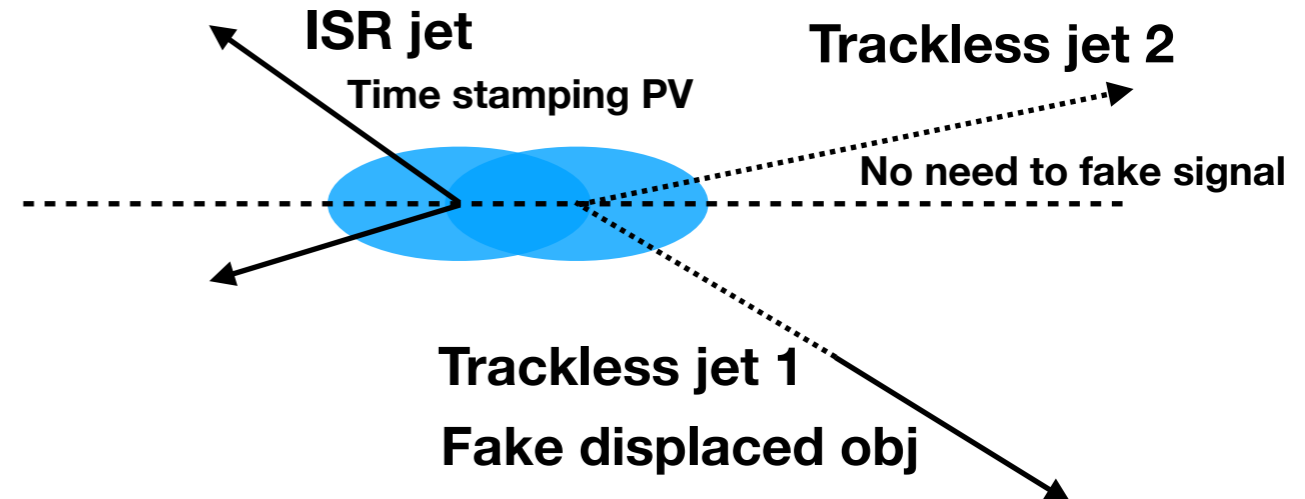 ISR jet
Time stamping PV
Trackless jet 2
No need to fake signal
Trackless jet 1
Fake displaced obj